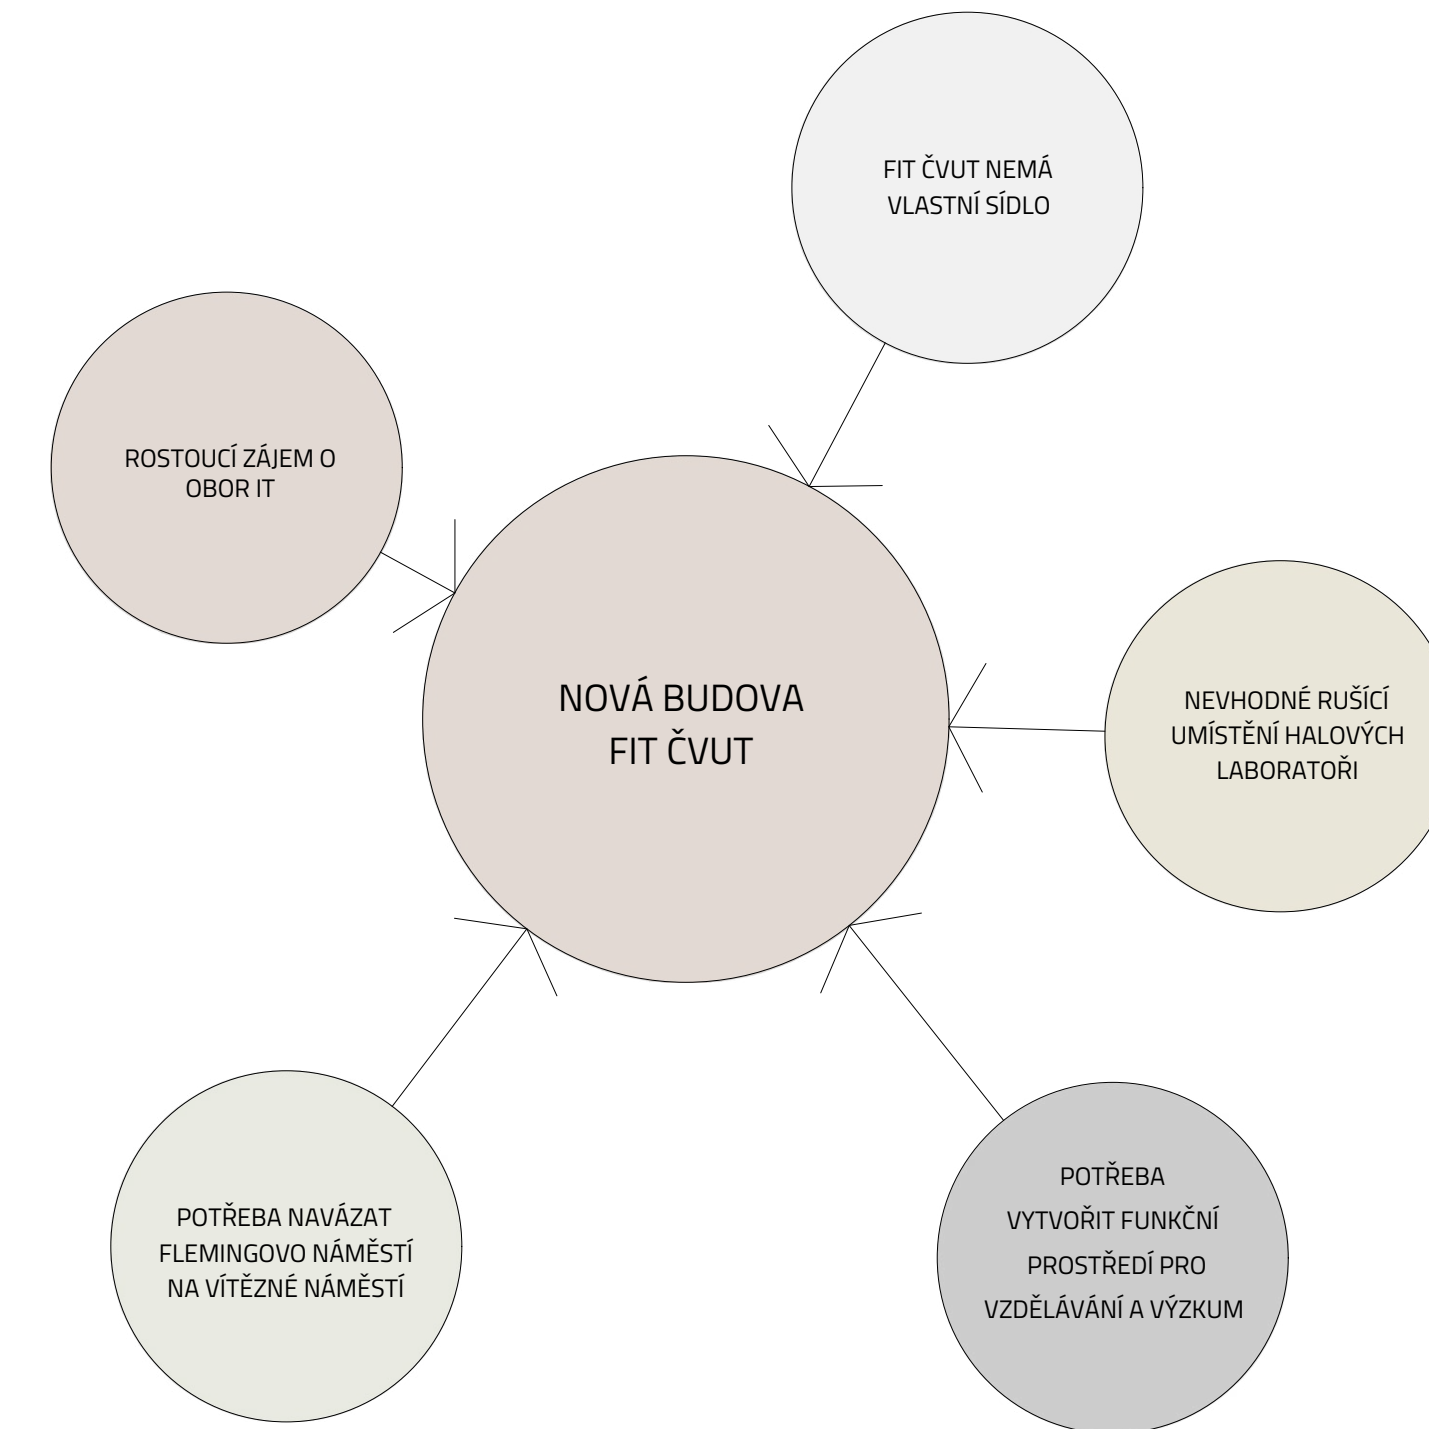 FIT ČVUT NEMÁ
VLASTNÍ SÍDLO
ROSTOUCÍ ZÁJEM O
OBOR IT
NOVÁ BUDOVA
FIT ČVUT
NEVHODNÉ RUŠÍCÍ
UMÍSTĚNÍ HALOVÝCH
LABORATOŘI
POTŘEBA NAVÁZAT
FLEMINGOVO NÁMĚSTÍ
NA VÍTĚZNÉ NÁMĚSTÍ
POTŘEBA
VYTVOŘIT FUNKČNÍ
PROSTŘEDÍ PRO
VZDĚLÁVÁNÍ A VÝZKUM